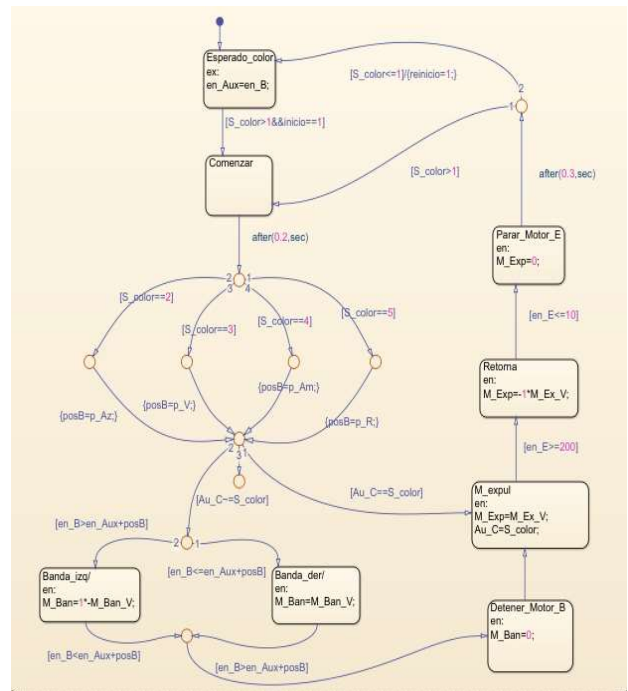 Esperado_color
ex:
en_Aux=en_B;
[S_color<=1]/{reinicio=1;}
2
1
[S_color>1&&inicio==1]
Comenzar
[S_color>1]
after(0.3,sec)
after(0.2,sec)
Parar_Motor_E
en:
M_Exp=0;
2
1
3
4
[S_color==2]
[S_color==3]
[S_color==4]
[S_color==5]
[en_E<=10]
Retorna
en:
M_Exp=-1*M_Ex_V;
{posB=p_Az;}
{posB=p_V;}
{posB=p_Am;}
{posB=p_R;}
2
3
1
[en_E>=200]
[Au_C~=S_color]
[Au_C==S_color]
M_expul
en:
M_Exp=M_Ex_V;
Au_C=S_color;
[en_B>en_Aux+posB]
2
1
[en_B<=en_Aux+posB]
Banda_izq/
en:
M_Ban=1*-M_Ban_V;
Banda_der/
en:
M_Ban=M_Ban_V;
Detener_Motor_B
en:
M_Ban=0;
[en_B<en_Aux+posB]
[en_B>en_Aux+posB]